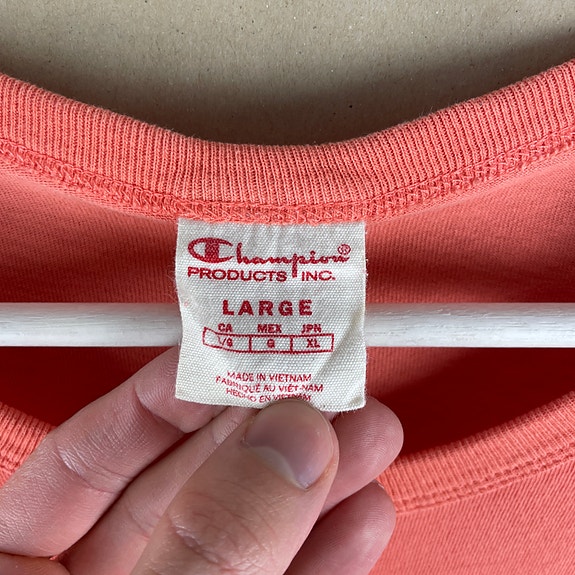 Champion®
PRODUCTS INC.
LARGE
CA MEX JPN
L/G G XL
MADE IN VIETNAM
FABRIQUÉ AU VIÊT-NAM
HECHO EN VIETNAM